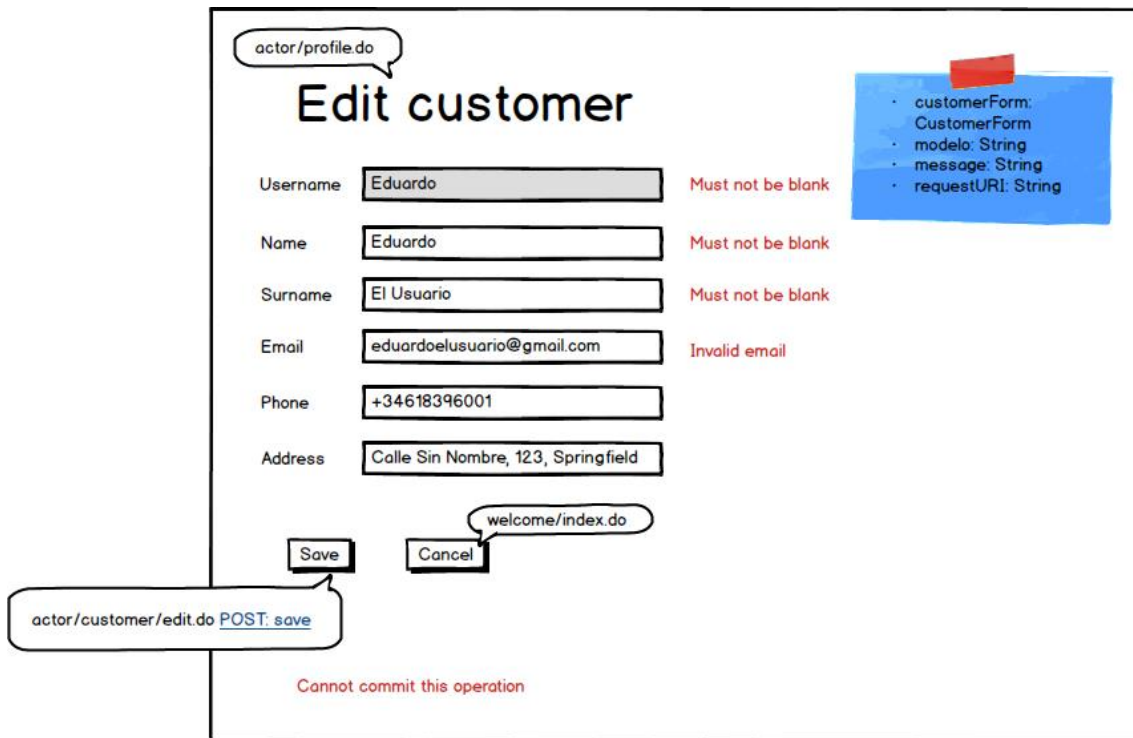 actor/profile.do
Edit customer
· customerForm:
CustomerForm
· modelo: String
· message: String
· requestURI: String
Username Eduardo Must not be blank
Name Eduardo Must not be blank
Surname El Usuario Must not be blank
Email eduardoelusuario@gmail.com Invalid email
Phone +34618396001
Address Calle Sin Nombre, 123, Springfield
welcome/index.do
Save Cancel
actor/customer/edit.do POST: save
Cannot commit this operation